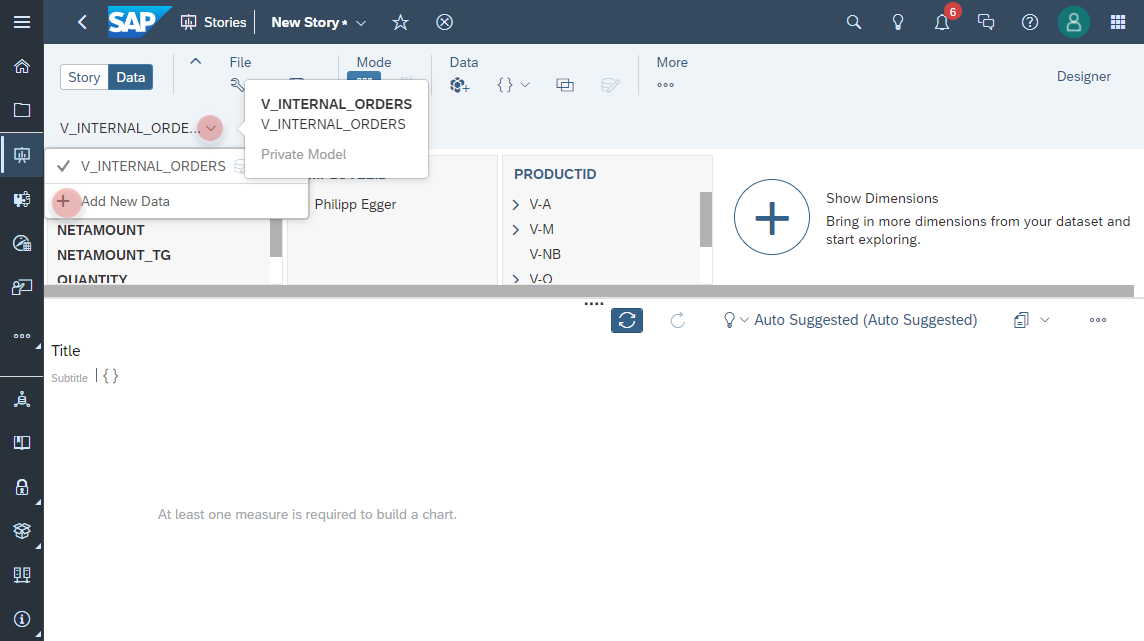 SAP
Stories
New Story*
6
Story
Data
File
Mode
Data
More
Designer
V_INTERNAL_ORDE...
V_INTERNAL_ORDERS
V_INTERNAL_ORDERS
Private Model
V_INTERNAL_ORDERS
Add New Data
NETAMOUNT
NETAMOUNT_TG
QUANTITY
Philipp Egger
PRODUCTID
V-A
V-M
V-NB
V-O
Show Dimensions
Bring in more dimensions from your dataset and
start exploring.
Auto Suggested (Auto Suggested)
Title
Subtitle
{ }
At least one measure is required to build a chart.